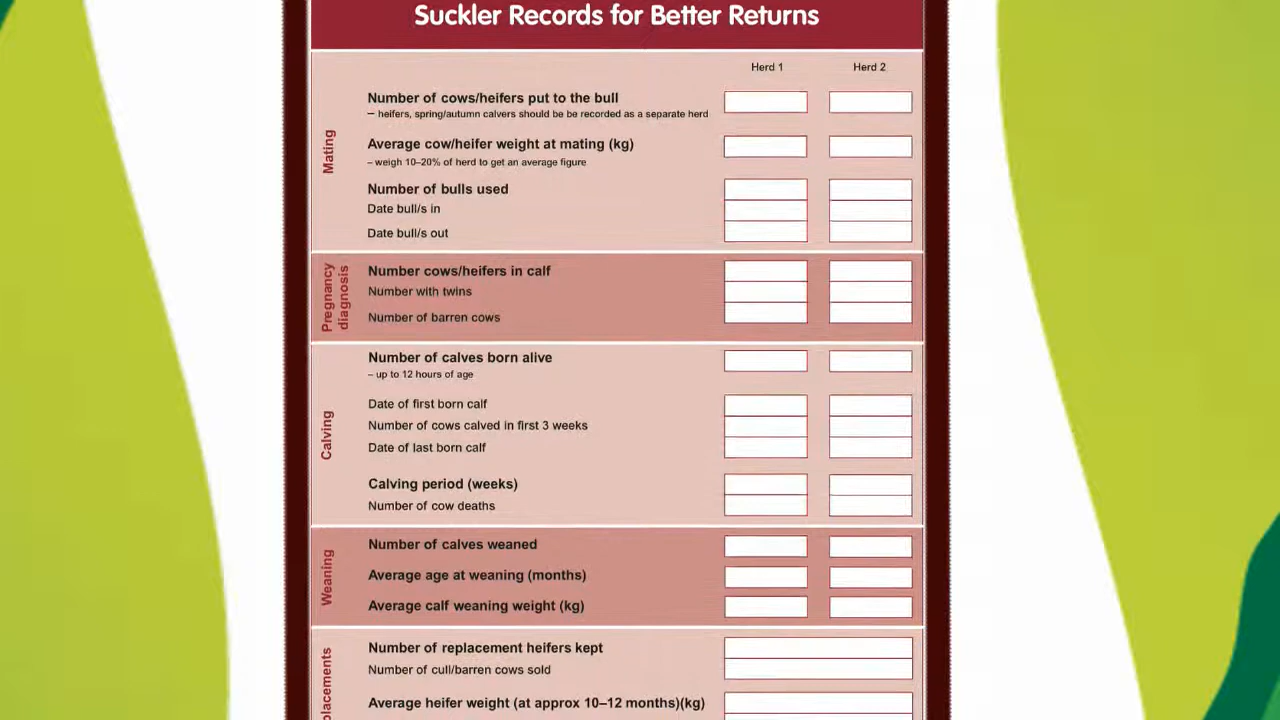 Suckler Records for Better Returns
Herd 1 Herd 2
Mating
Number of cows/heifers put to the bull
– heifers, spring/autumn calvers should be be recorded as a separate herd
Average cow/heifer weight at mating (kg)
– weigh 10–20% of herd to get an average figure
Number of bulls used
Date bull/s in
Date bull/s out
Pregnancy
diagnosis
Number cows/heifers in calf
Number with twins
Number of barren cows
Calving
Number of calves born alive
– up to 12 hours of age
Date of first born calf
Number of cows calved in first 3 weeks
Date of last born calf
Calving period (weeks)
Number of cow deaths
Weaning
Number of calves weaned
Average age at weaning (months)
Average calf weaning weight (kg)
placements
Number of replacement heifers kept
Number of cull/barren cows sold
Average heifer weight (at approx 10–12 months)(kg)